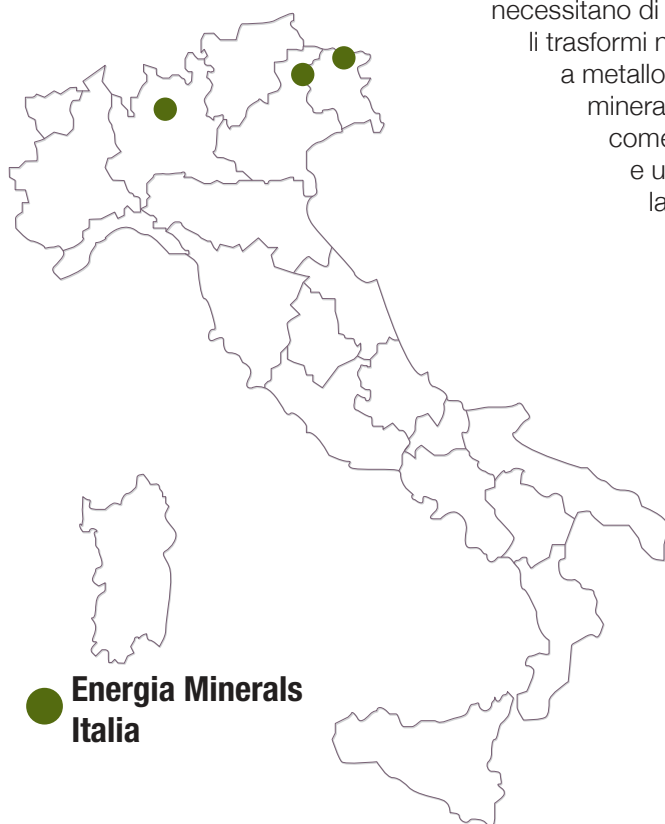 necessitano di
li trasformi
a metallo
minera
come
e u
la
Energia Minerals
Italia